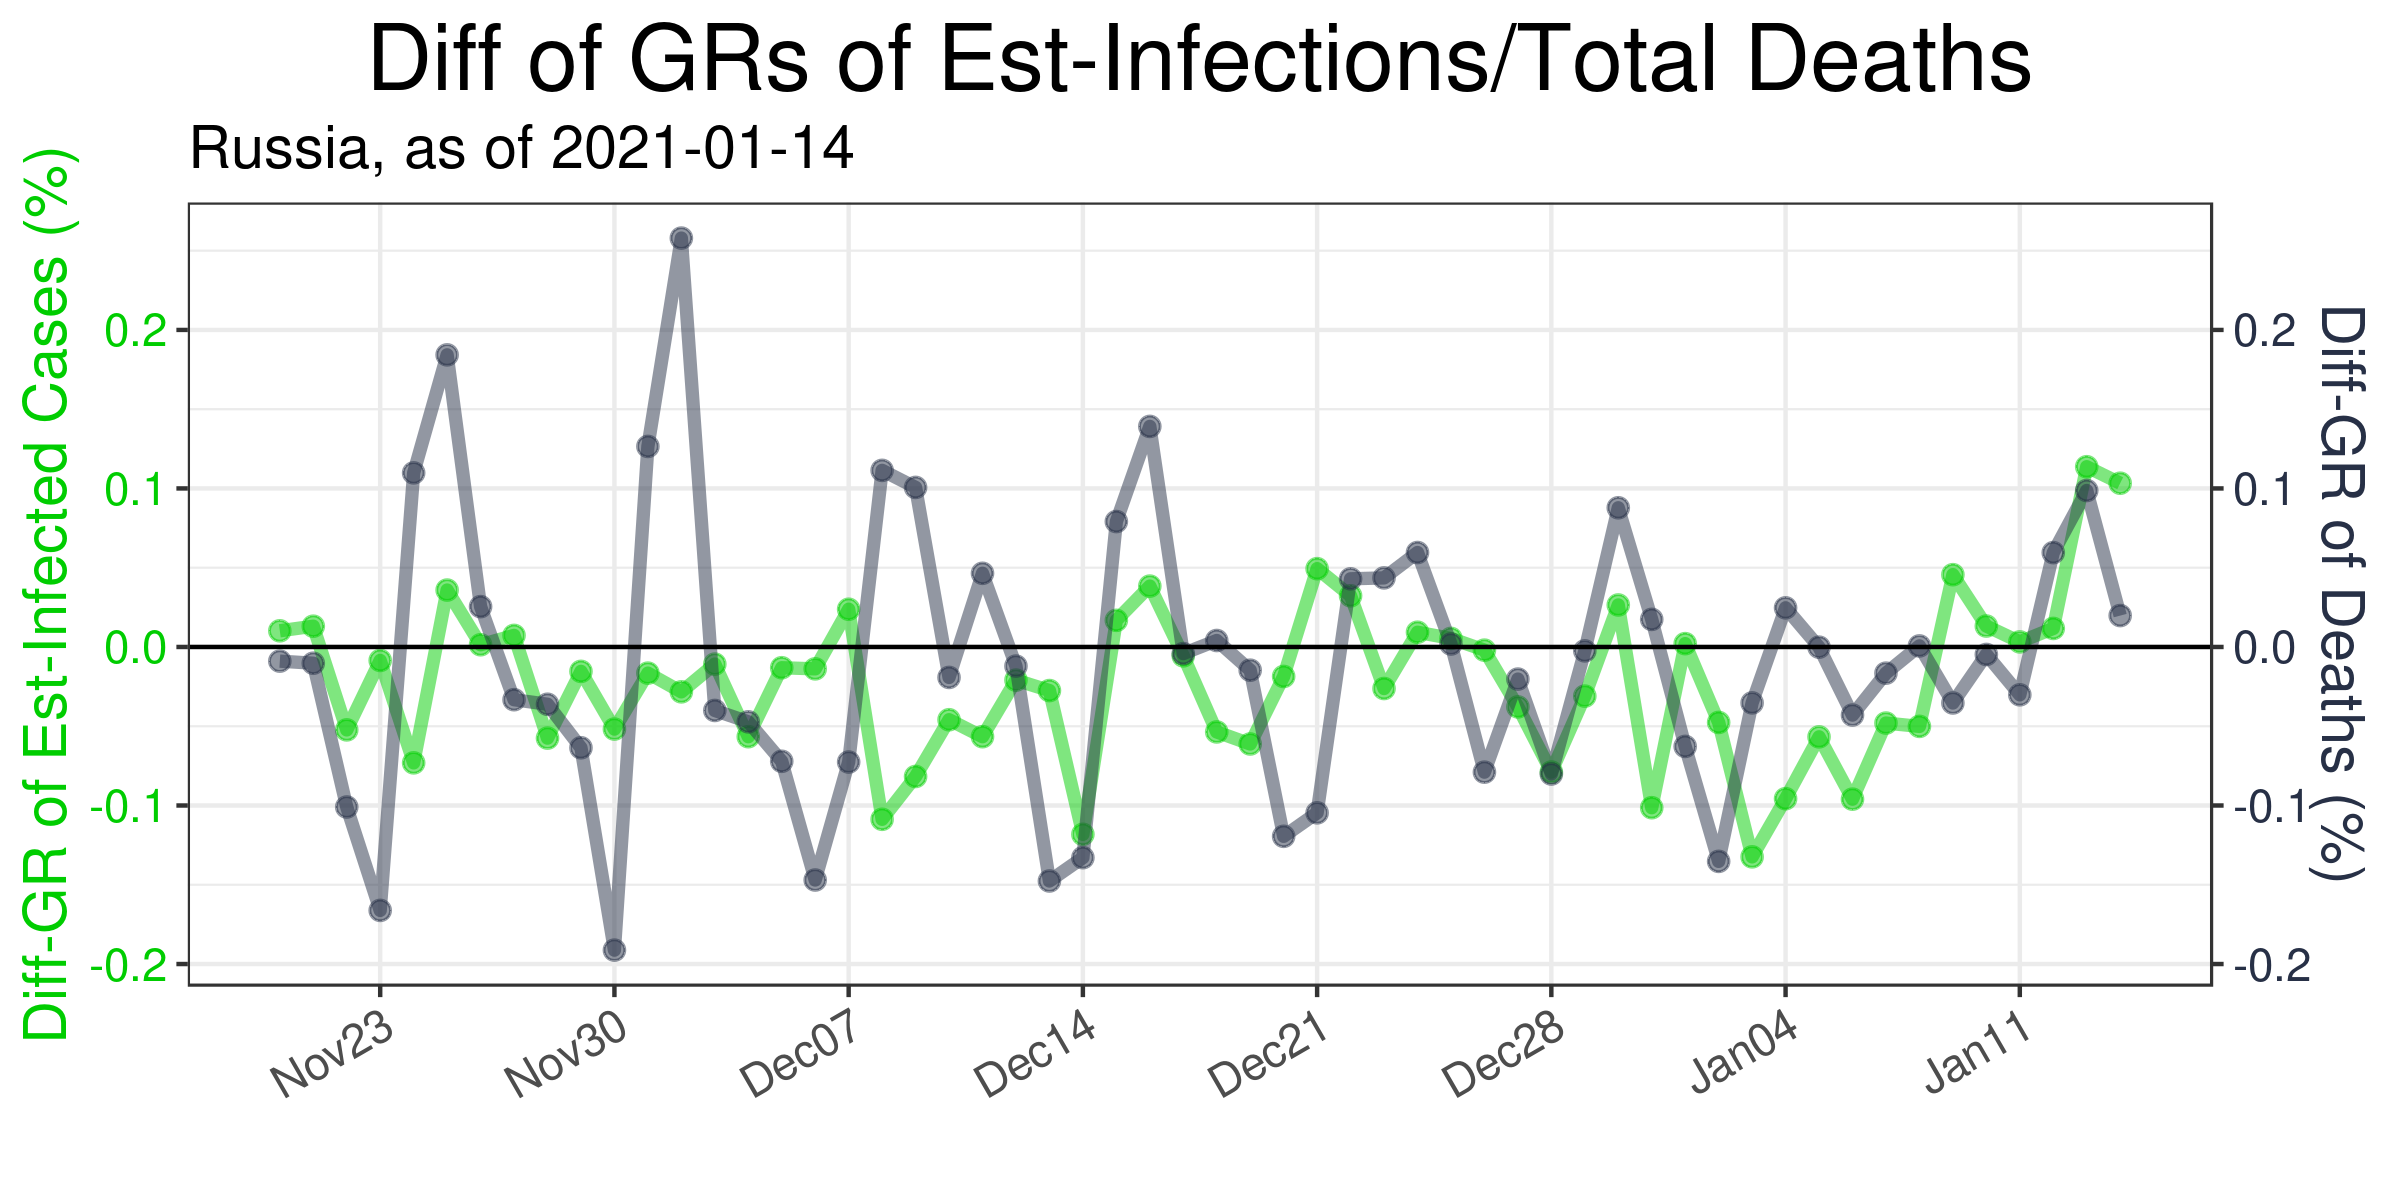 Diff of GRs of Est-Infections/Total Deaths
Russia, as of 2021-01-14
Diff-GR of Est-Infected Cases (%)
0.2
0.1
0.0
-0.1
-0.2
0.2
0.1
0.0
-0.1
-0.2
Diff-GR of Deaths (%)
Nov23
Nov30
Dec07
Dec14
Dec21
Dec28
Jan04
Jan11